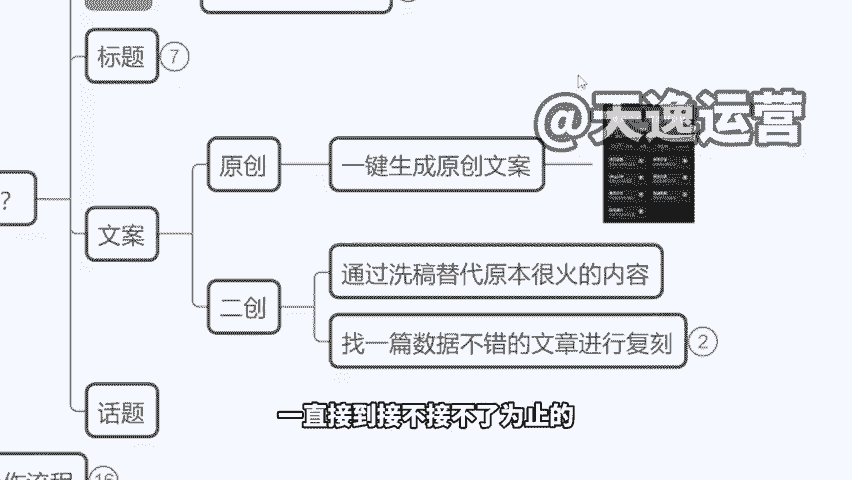 标题
7
@天逸运营
原创
一键生成原创文案
?
文案
通过洗稿替代原本很火的内容
二创
找一篇数据不错的文章进行复刻
2
话题
一直接到接不接不了为止的
作流程
16